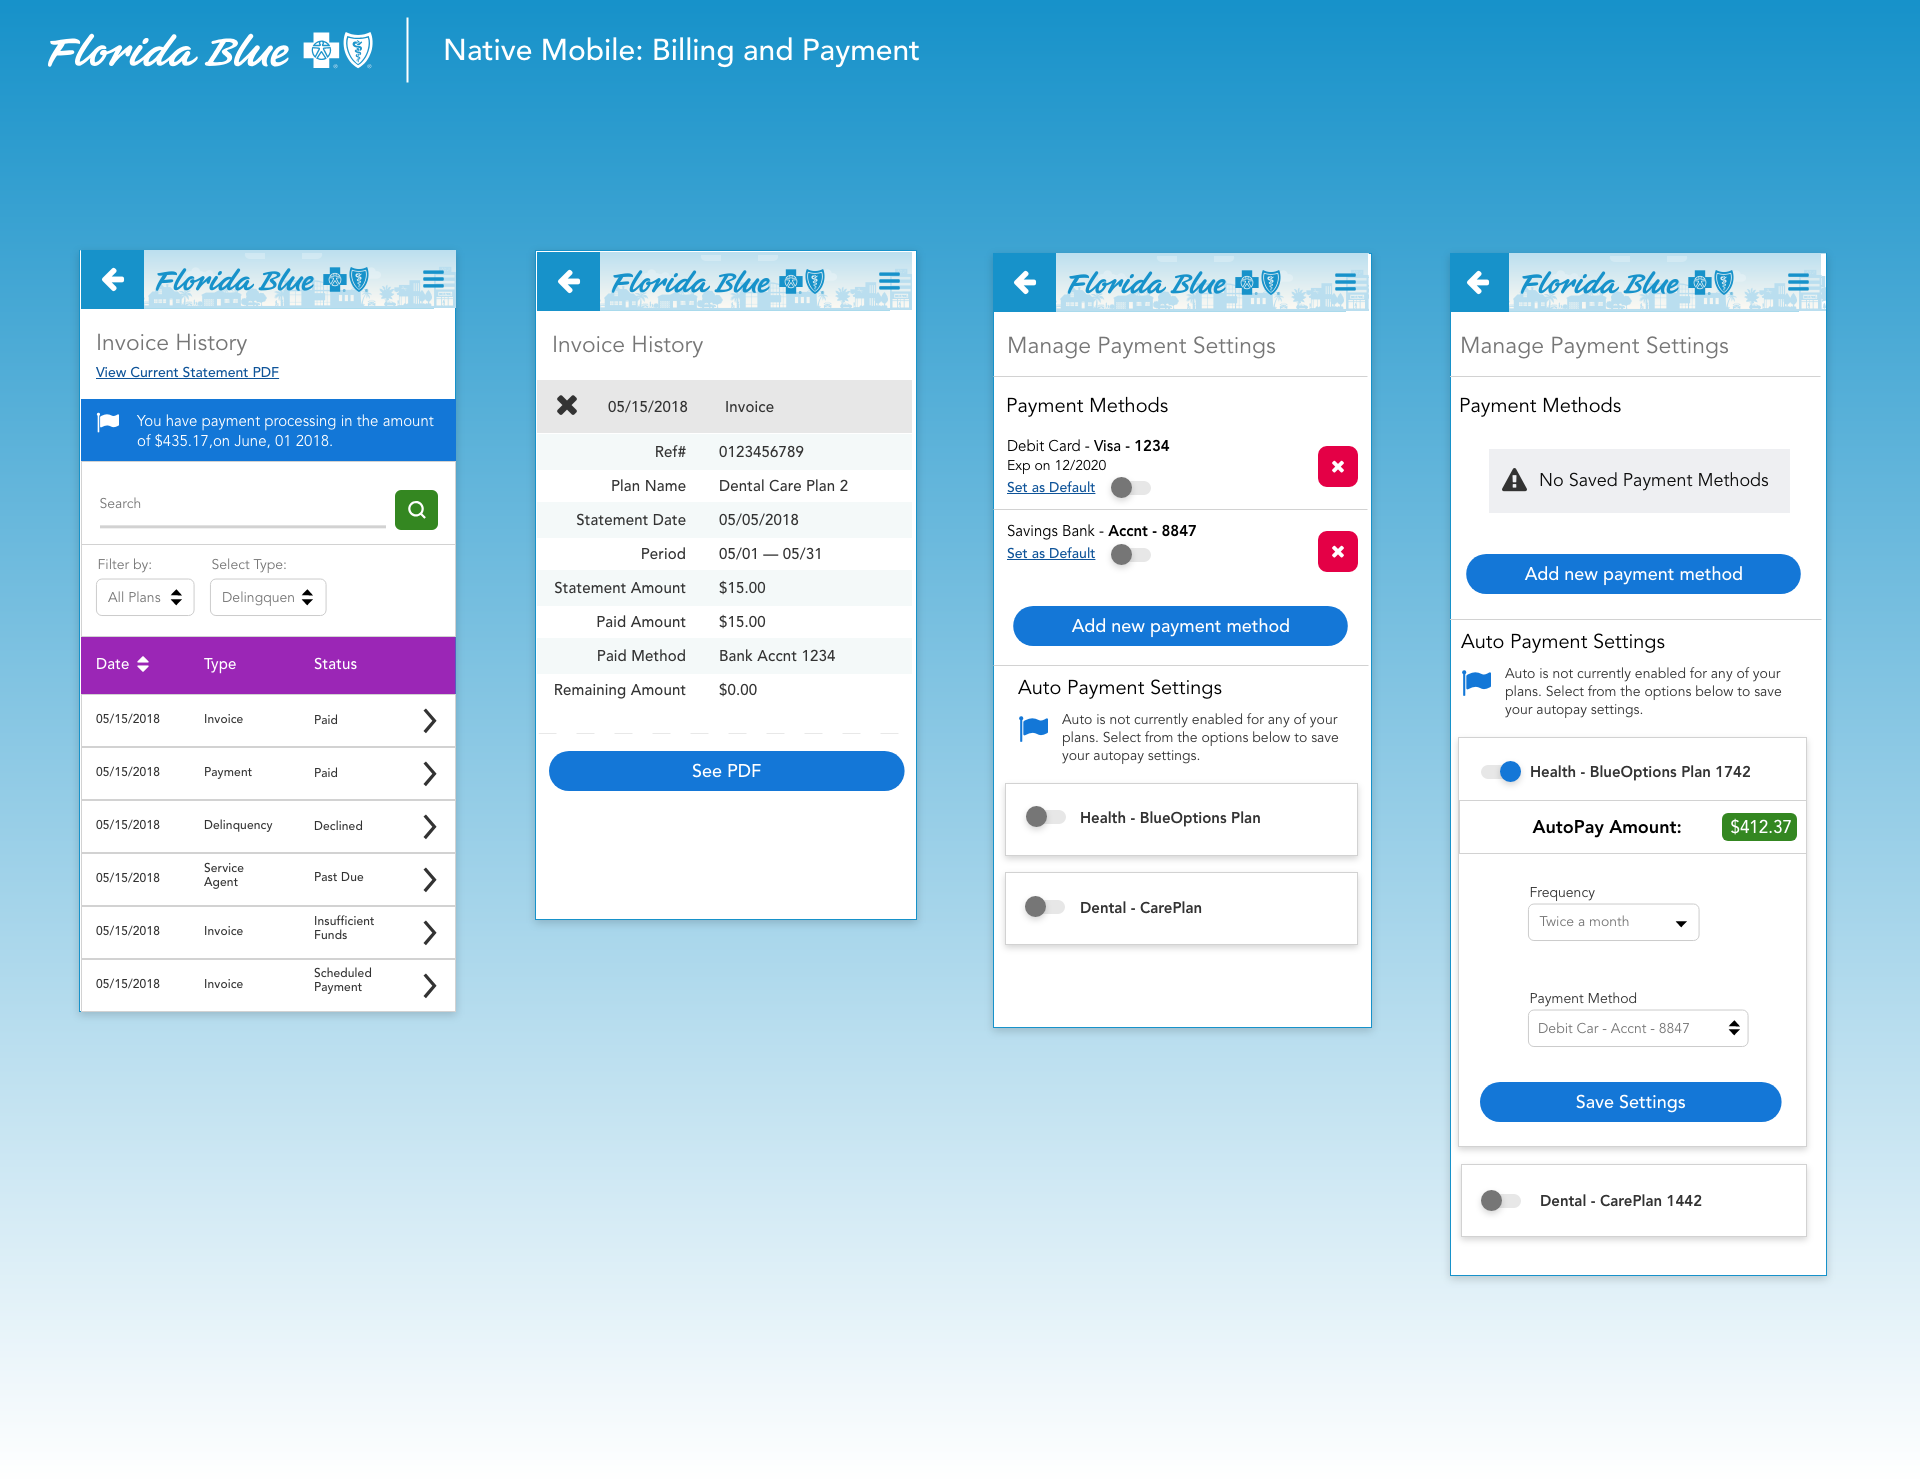 Florida Blue
Native Mobile: Billing and Payment
Florida Blue
Invoice History
View Current Statement PDF
You have payment processing in the amount
of $435.17,on June, 01 2018.
Search
Filter by:
Select Type:
All Plans
Delinquen
Date
Type
Status
05/15/2018
Invoice
Paid
05/15/2018
Payment
Paid
05/15/2018
Delinquency
Declined
05/15/2018
Service
Agent
Past Due
05/15/2018
Invoice
Insufficient
Funds
05/15/2018
Invoice
Scheduled
Payment
Florida Blue
Invoice History
05/15/2018
Invoice
Ref# 0123456789
Plan Name Dental Care Plan 2
Statement Date 05/05/2018
Period 05/01 — 05/31
Statement Amount $15.00
Paid Amount $15.00
Paid Method Bank Accnt 1234
Remaining Amount $0.00
See PDF
Florida Blue
Manage Payment Settings
Payment Methods
Debit Card - Visa - 1234
Exp on 12/2020
Set as Default
Savings Bank - Accnt - 8847
Set as Default
Add new payment method
Auto Payment Settings
Auto is not currently enabled for any of your
plans. Select from the options below to save
your autopay settings.
Health - BlueOptions Plan
Dental - CarePlan
Florida Blue
Manage Payment Settings
Payment Methods
No Saved Payment Methods
Add new payment method
Auto Payment Settings
Auto is not currently enabled for any of your
plans. Select from the options below to save
your autopay settings.
Health - BlueOptions Plan 1742
AutoPay Amount: $412.37
Frequency
Twice a month
Payment Method
Debit Car - Accnt - 8847
Save Settings
Dental - CarePlan 1442